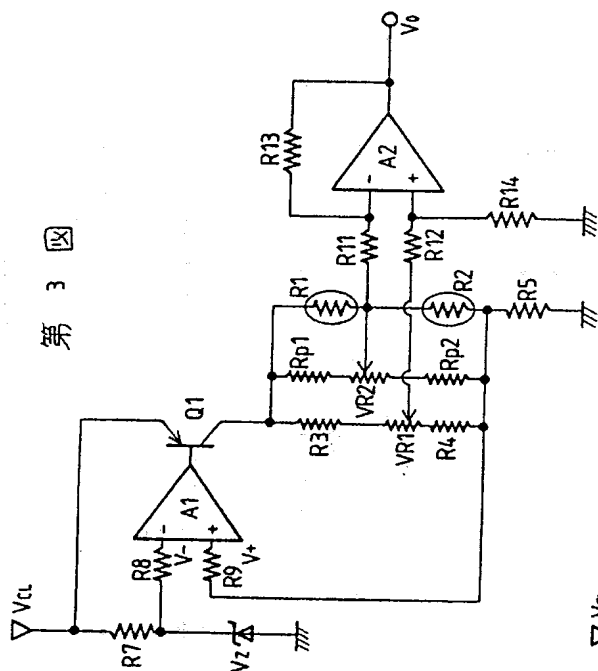 第 3 図
VCL
R7
VZ
R8
R9
V-
V+
-
+
A1
Q1
R3
VR1
R4
Rp1
VR2
Rp2
R1
R2
R5
R11
R12
R13
-
+
A2
R14
VO